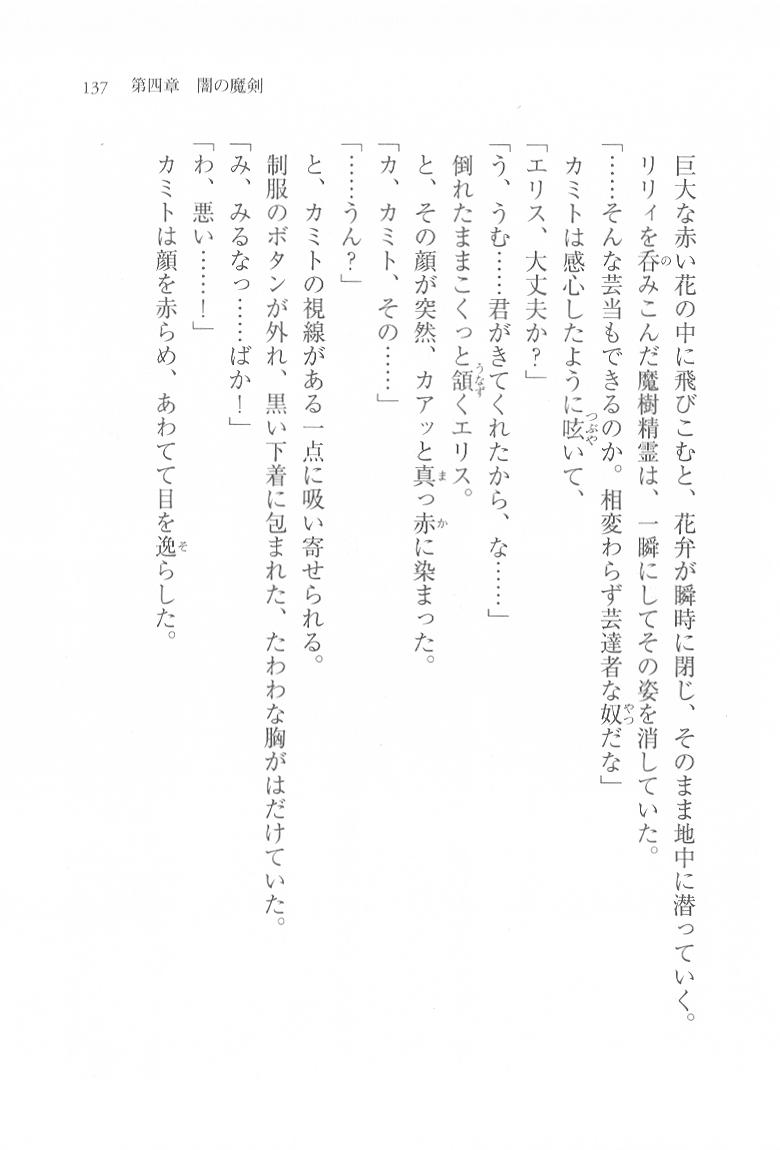 137　第四章　闇の魔剣
巨大な赤い花の中に飛びこむと、花弁が瞬時に閉じ、そのまま地中に潜っていく。
リリィを呑みこんだ魔樹精霊は、一瞬にしてその姿を消していた。
「……そんな芸当もできるのか。相変わらず芸達者な奴だな」
カミトは感心したように呟いて、
「エリス、大丈夫か？」
「う、うむ……君がきてくれたから、な……」
倒れたままこくっと頷くエリス。
と、その顔が突然、カアッと真っ赤に染まった。
「カ、カミト、その……」
「……うん？」
と、カミトの視線がある一点に吸い寄せられる。
制服のボタンが外れ、黒い下着に包まれた、たわわな胸がはだけていた。
「み、みるなっ……ばか！」
「わ、悪い……！」
カミトは顔を赤らめ、あわてて目を逸らした。